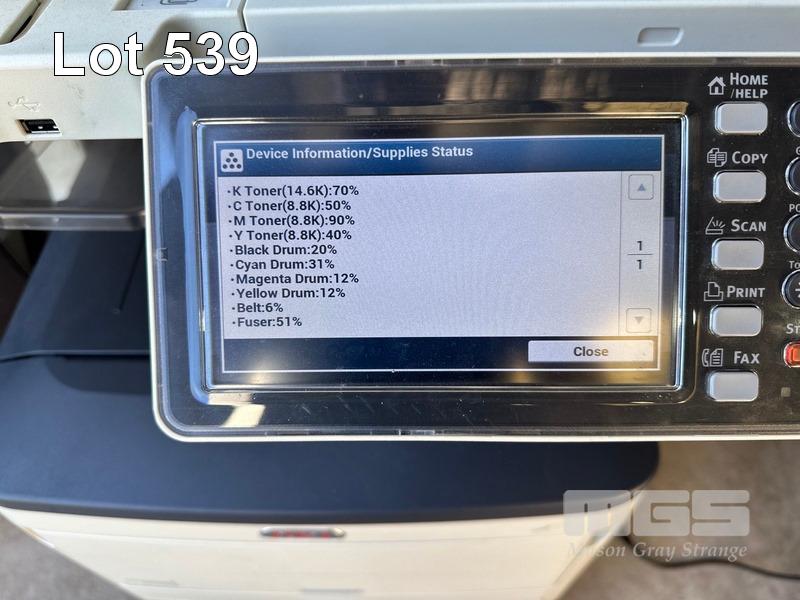 Lot 539
HOME
/HELP
Device Information/Supplies Status
COPY
·K Toner(14.6K):70%
·C Toner(8.8K):50%
·M Toner(8.8K):90%
·Y Toner(8.8K):40%
·Black Drum:20%
·Cyan Drum:31%
·Magenta Drum:12%
·Yellow Drum:12%
·Belt:6%
·Fuser:51%
1
1
SCAN
PRINT
Close
FAX
MGS
Mason Gray Strange